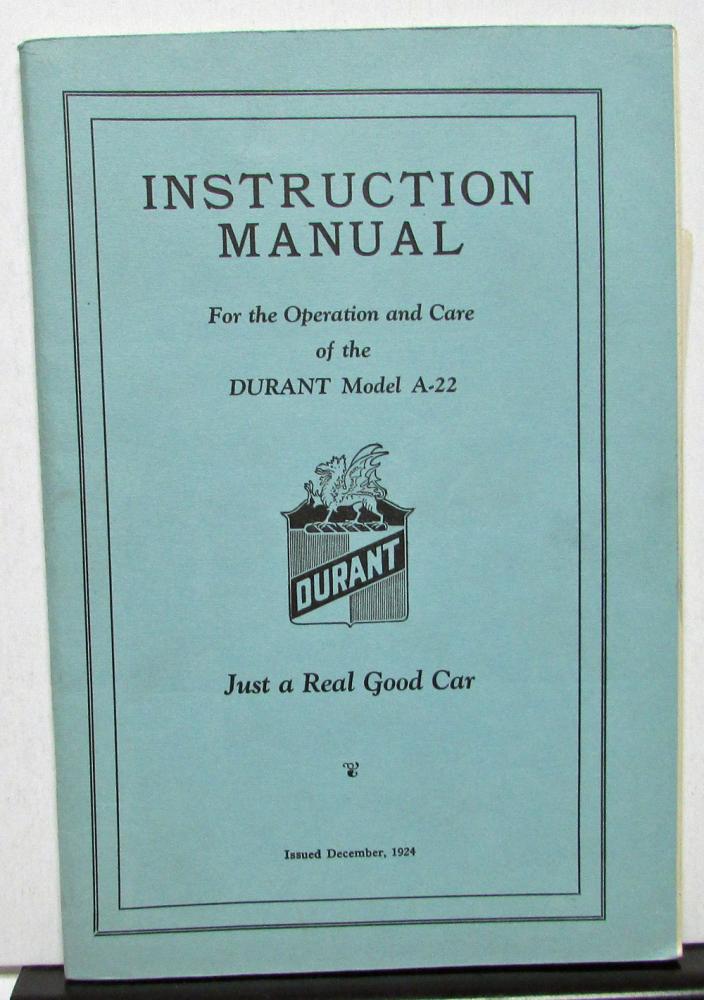 INSTRUCTION
MANUAL
For the Operation and Care
of the
DURANT Model A-22
DURANT
Just a Real Good Car
Issued December, 1924